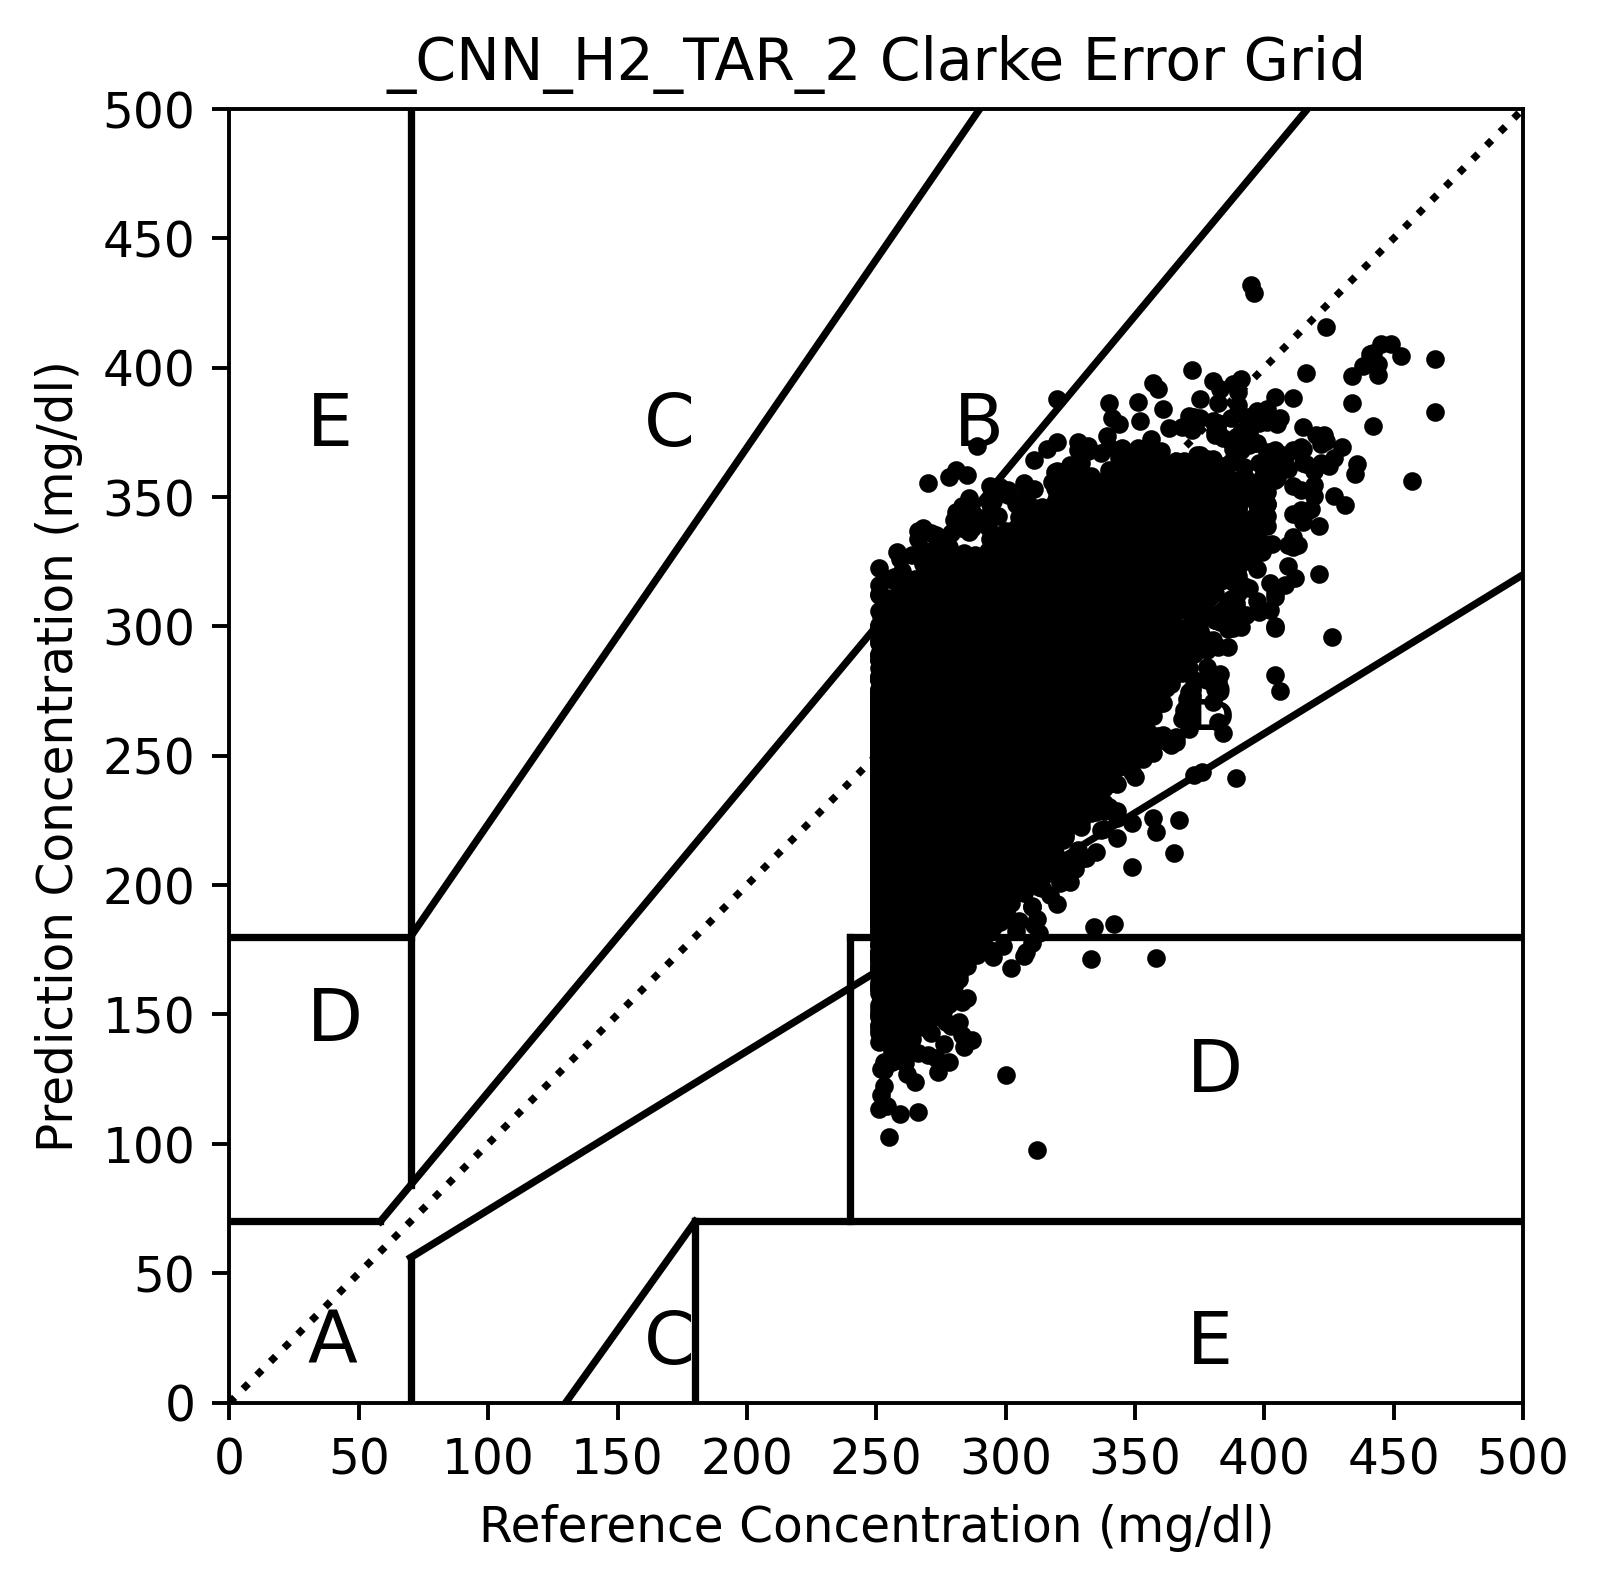 _CNN_H2_TAR_2 Clarke Error Grid
Prediction Concentration (mg/dl)
500
450
400
350
300
250
200
150
100
50
0
E
C
B
D
D
A
C
E
0 50 100 150 200 250 300 350 400 450 500
Reference Concentration (mg/dl)